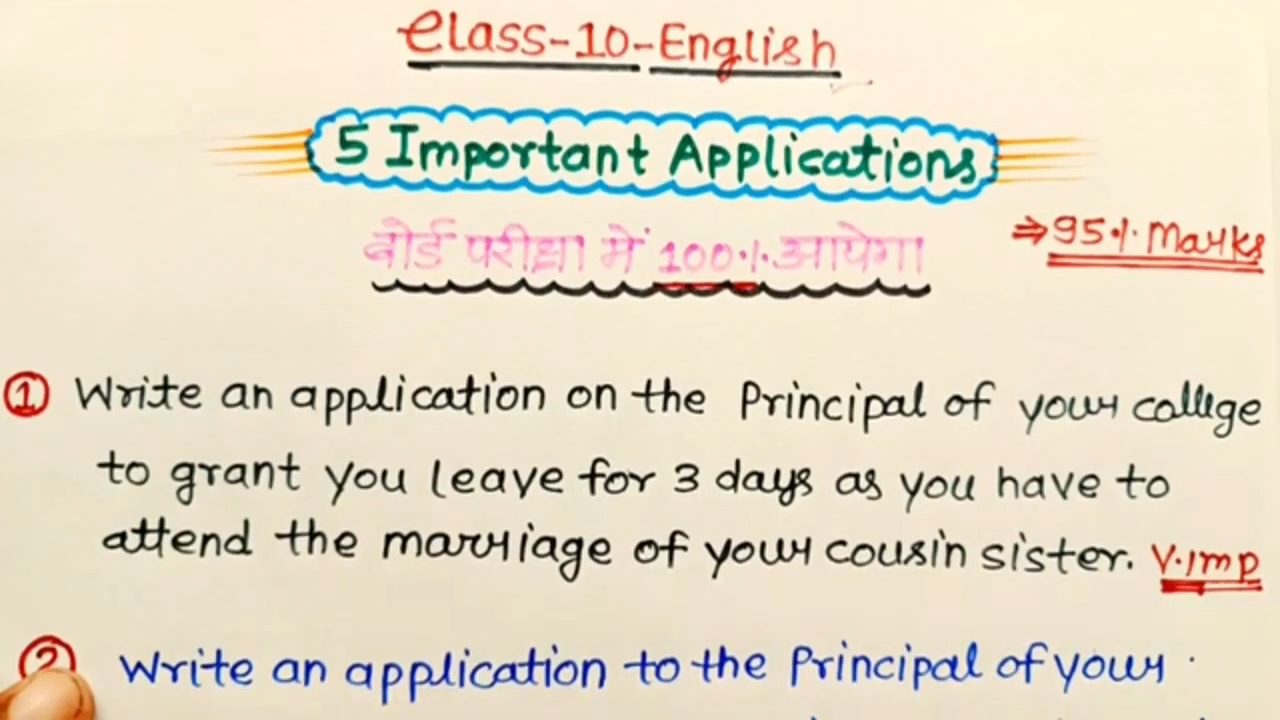 Class-10-English
5 Important Applications
बोर्ड परीक्षा में 100% आयेगा
⇒95% Marks
① Write an application on the Principal of your college
to grant you leave for 3 days as you have to
attend the marriage of your cousin sister. V.imp
② Write an application to the Principal of your